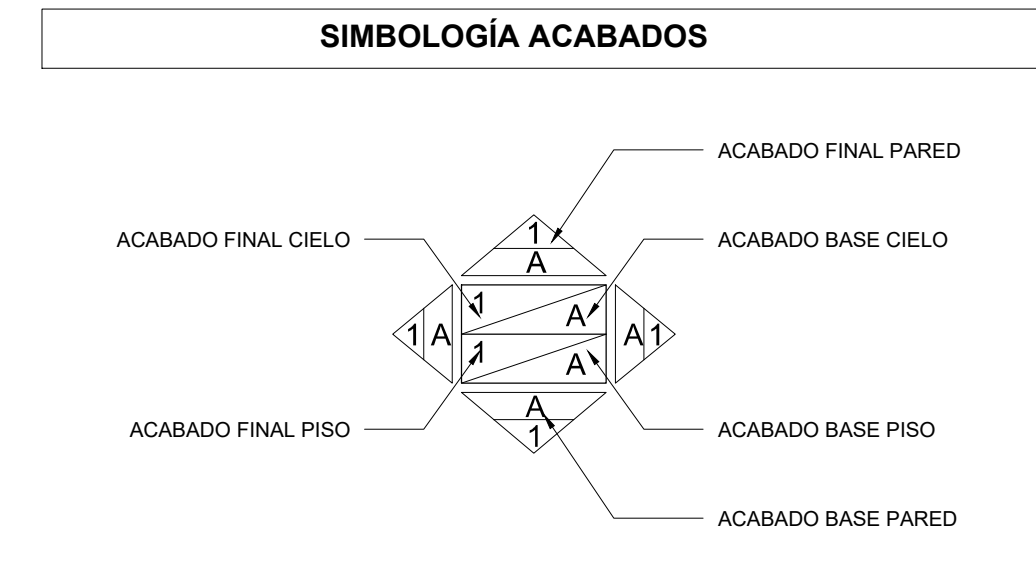 SIMBOLOGÍA ACABADOS
ACABADO FINAL PARED
ACABADO FINAL CIELO
1
A
ACABADO BASE CIELO
1
A
1 A
A 1
1
A
ACABADO FINAL PISO
A
1
ACABADO BASE PISO
ACABADO BASE PARED